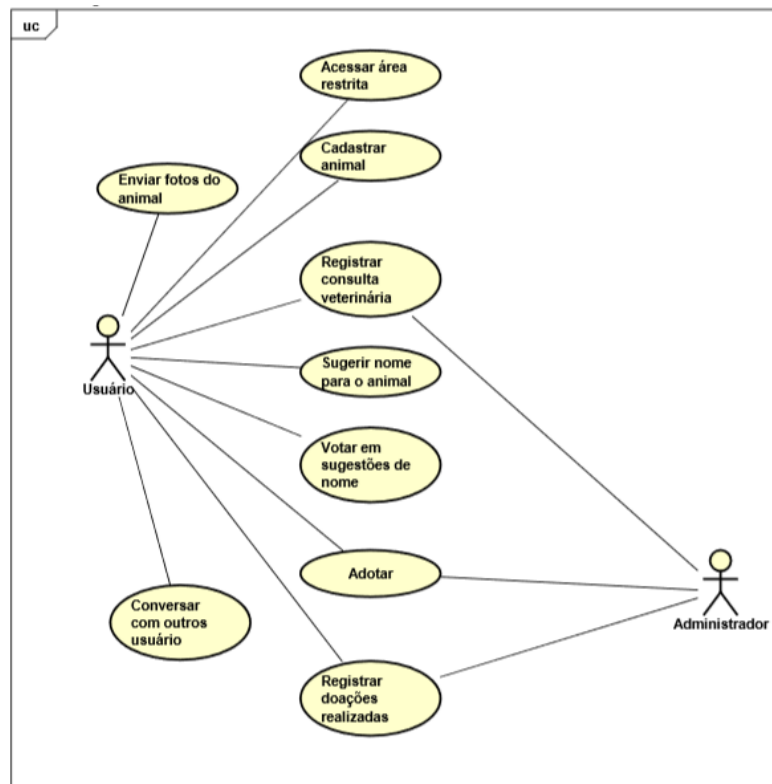 uc
Acessar área
restrita
Cadastrar
animal
Enviar fotos do
animal
Registrar
consulta
veterinária
Sugerir nome
para o animal
Usuário
Votar em
sugestões de
nome
Adotar
Conversar
com outros
usuário
Administrador
Registrar
doações
realizadas